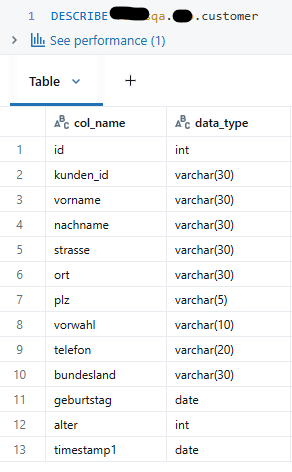 1 DESCRIBE qa. .customer
See performance (1)
Table
+
ABC col_name ABC data_type
1 id int
2 kunden_id varchar(30)
3 vorname varchar(30)
4 nachname varchar(30)
5 strasse varchar(30)
6 ort varchar(30)
7 plz varchar(5)
8 vorwahl varchar(10)
9 telefon varchar(20)
10 bundesland varchar(30)
11 geburtstag date
12 alter int
13 timestamp1 date